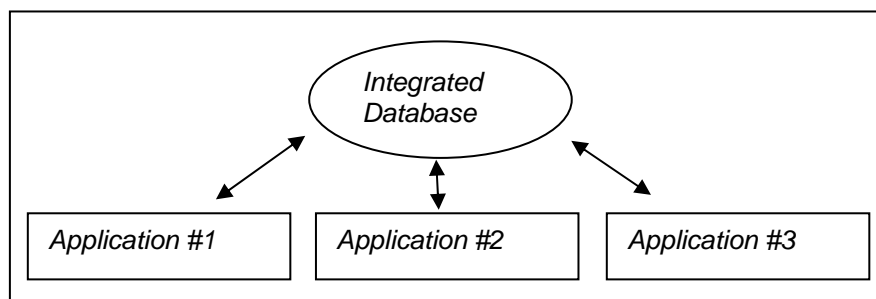 Integrated
Database
Application #1
Application #2
Application #3